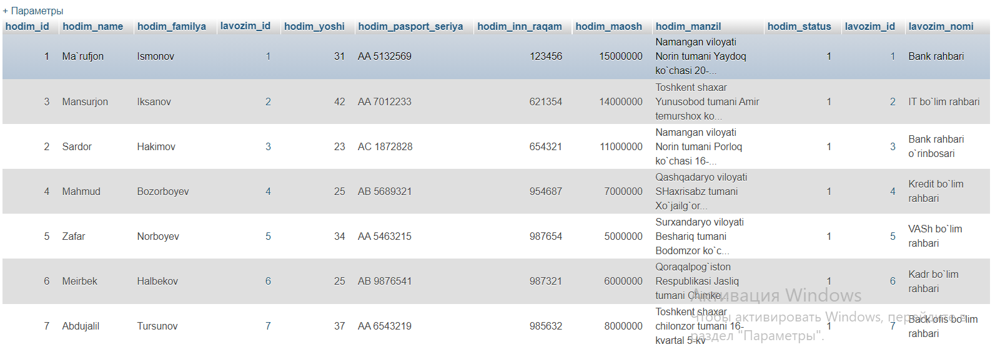 + Параметры
hodim_id hodim_name hodim_familya lavozim_id hodim_yoshi hodim_pasport_seriya hodim_inn_raqam hodim_maosh hodim_manzil hodim_status lavozim_id lavozim_nomi
1 Ma`rufjon Ismonov 1 31 AA 5132569 123456 15000000 Namangan viloyati
Norin tumani Yaydoq
ko`chasi 20-... 1 1 Bank rahbari
3 Mansurjon Iksanov 2 42 AA 7012233 621354 14000000 Toshkent shaxar
Yunusobod tumani Amir
temurshox ko... 1 2 IT bo`lim rahbari
2 Sardor Hakimov 3 23 AC 1872828 654321 11000000 Namangan viloyati
Norin tumani Porloq
ko`chasi 16-... 1 3 Bank rahbari
o`rinbosari
4 Mahmud Bozorboyev 4 25 AB 5689321 954687 7000000 Qashqadaryo viloyati
SHaxrisabz tumani
Xo`jailg`or... 1 4 Kredit bo`lim
rahbari
5 Zafar Norboyev 5 34 AA 5463215 987654 5000000 Surxandaryo viloyati
Beshariq tumani
Bodomzor ko`c... 1 5 VASh bo`lim
rahbari
6 Meirbek Halbekov 6 25 AB 9876541 987321 6000000 Qoraqalpog`iston
Respublikasi Jasliq
tumani Chimke... 1 6 Kadr bo`lim
rahbari
7 Abdujalil Tursunov 7 37 AA 6543219 985632 8000000 Toshkent shaxar
chilonzor tumani 16-
kvartal 5-kv 1 7 Back ofis bo`lim
rahbari
Активация Windows
Чтобы активировать Windows, перейдите в
раздел "Параметры".